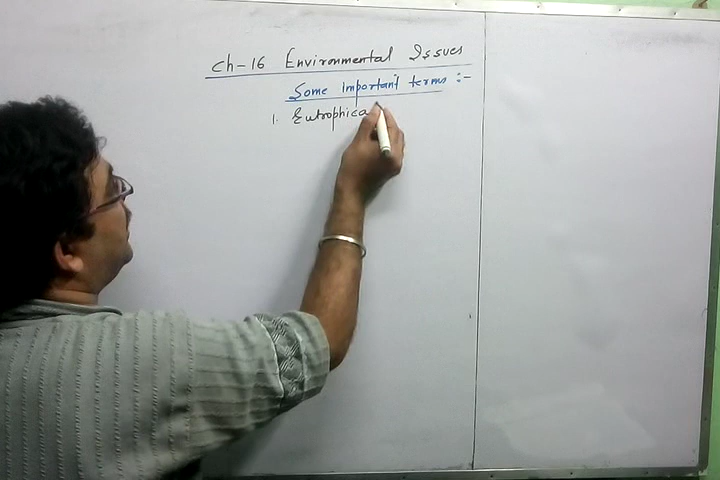 Ch-16 Environmental Issues
Some important terms :-
1. Eutrophica